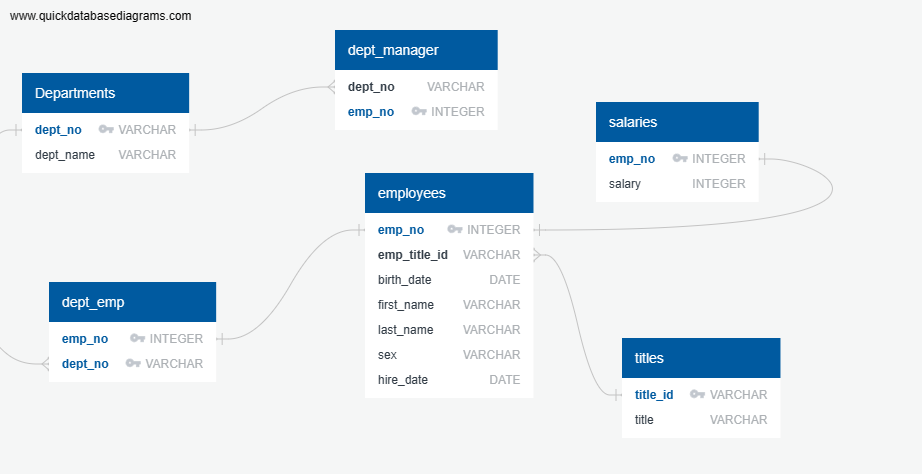 www.quickdatabasediagrams.com
dept_manager
dept_no VARCHAR
emp_no INTEGER
Departments
dept_no VARCHAR
dept_name VARCHAR
salaries
emp_no INTEGER
salary INTEGER
employees
emp_no INTEGER
emp_title_id VARCHAR
birth_date DATE
first_name VARCHAR
last_name VARCHAR
sex VARCHAR
hire_date DATE
dept_emp
emp_no INTEGER
dept_no VARCHAR
titles
title_id VARCHAR
title VARCHAR